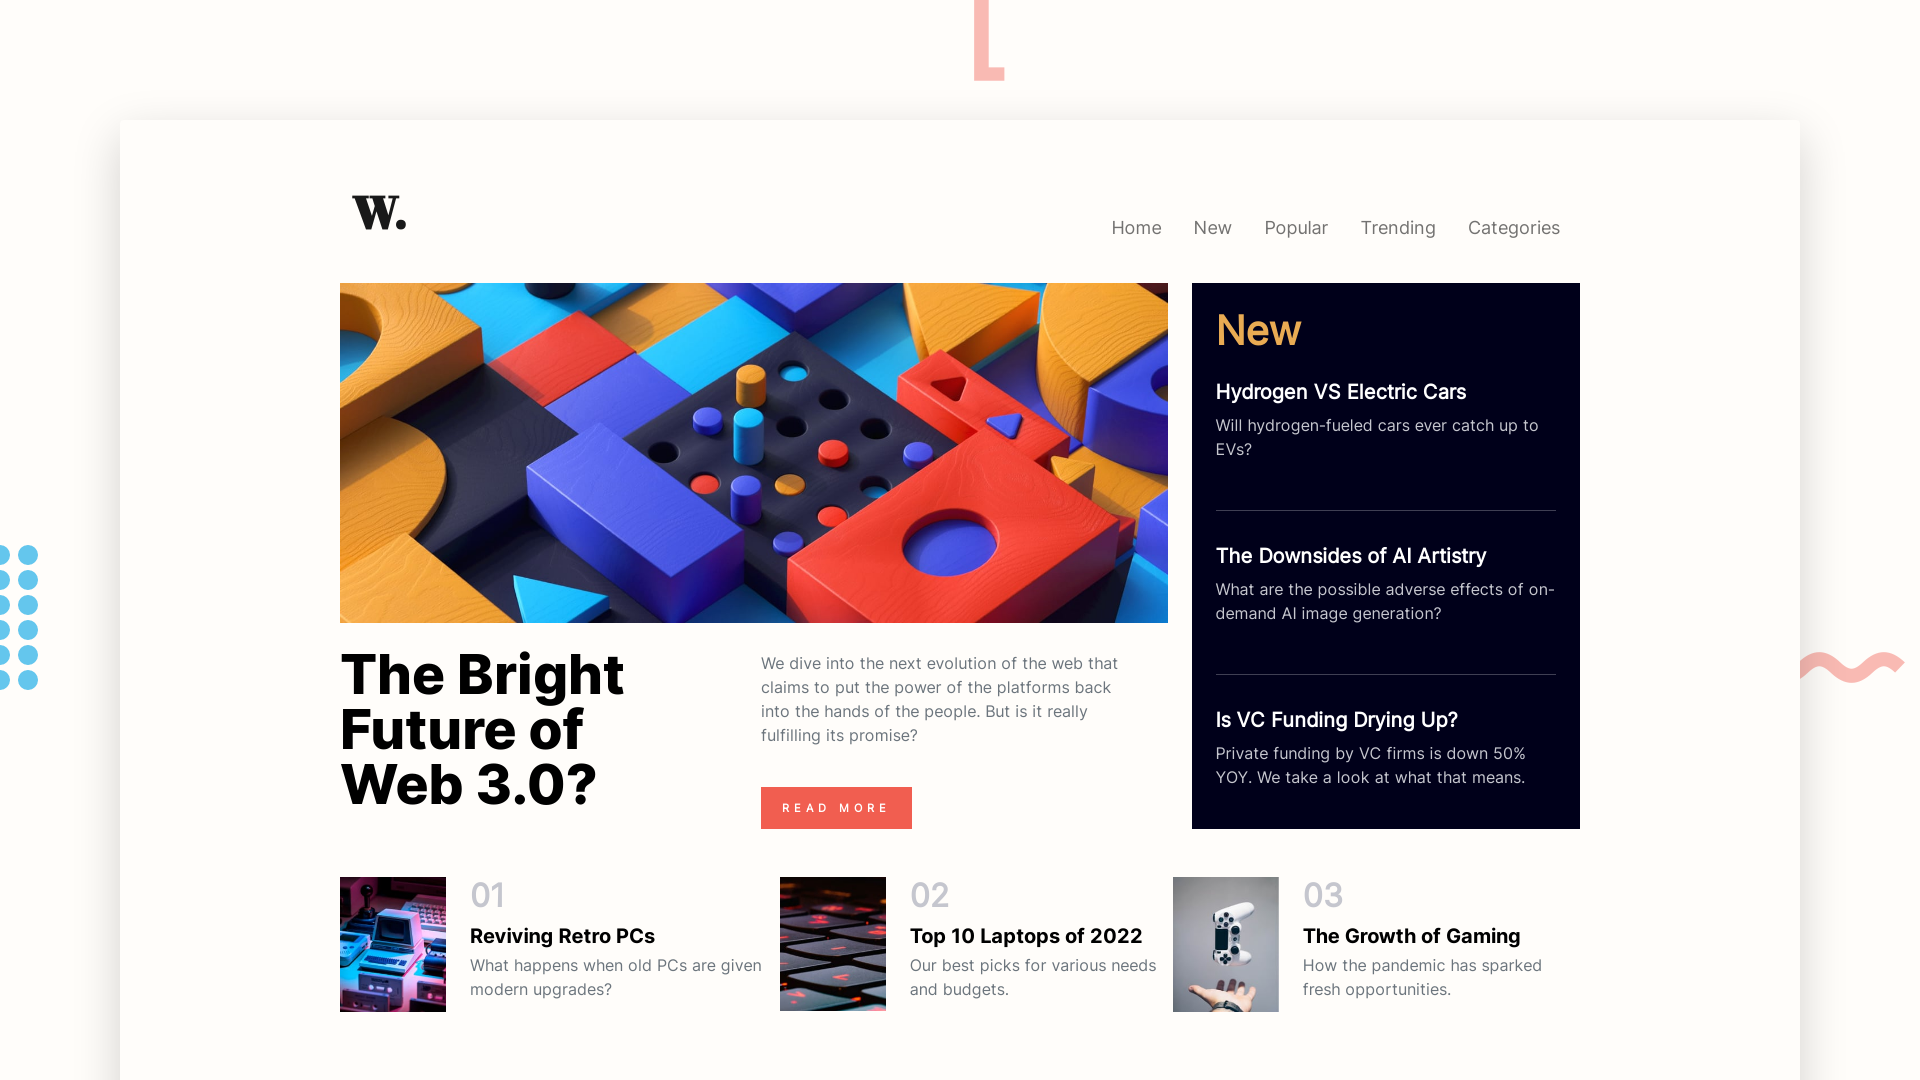 W.
Home New Popular Trending Categories
The Bright
Future of
Web 3.0?
We dive into the next evolution of the web that
claims to put the power of the platforms back
into the hands of the people. But is it really
fulfilling its promise?
READ MORE
New
Hydrogen VS Electric Cars
Will hydrogen-fueled cars ever catch up to
EVs?
The Downsides of AI Artistry
What are the possible adverse effects of on-
demand AI image generation?
Is VC Funding Drying Up?
Private funding by VC firms is down 50%
YOY. We take a look at what that means.
01
Reviving Retro PCs
What happens when old PCs are given
modern upgrades?
02
Top 10 Laptops of 2022
Our best picks for various needs
and budgets.
03
The Growth of Gaming
How the pandemic has sparked
fresh opportunities.